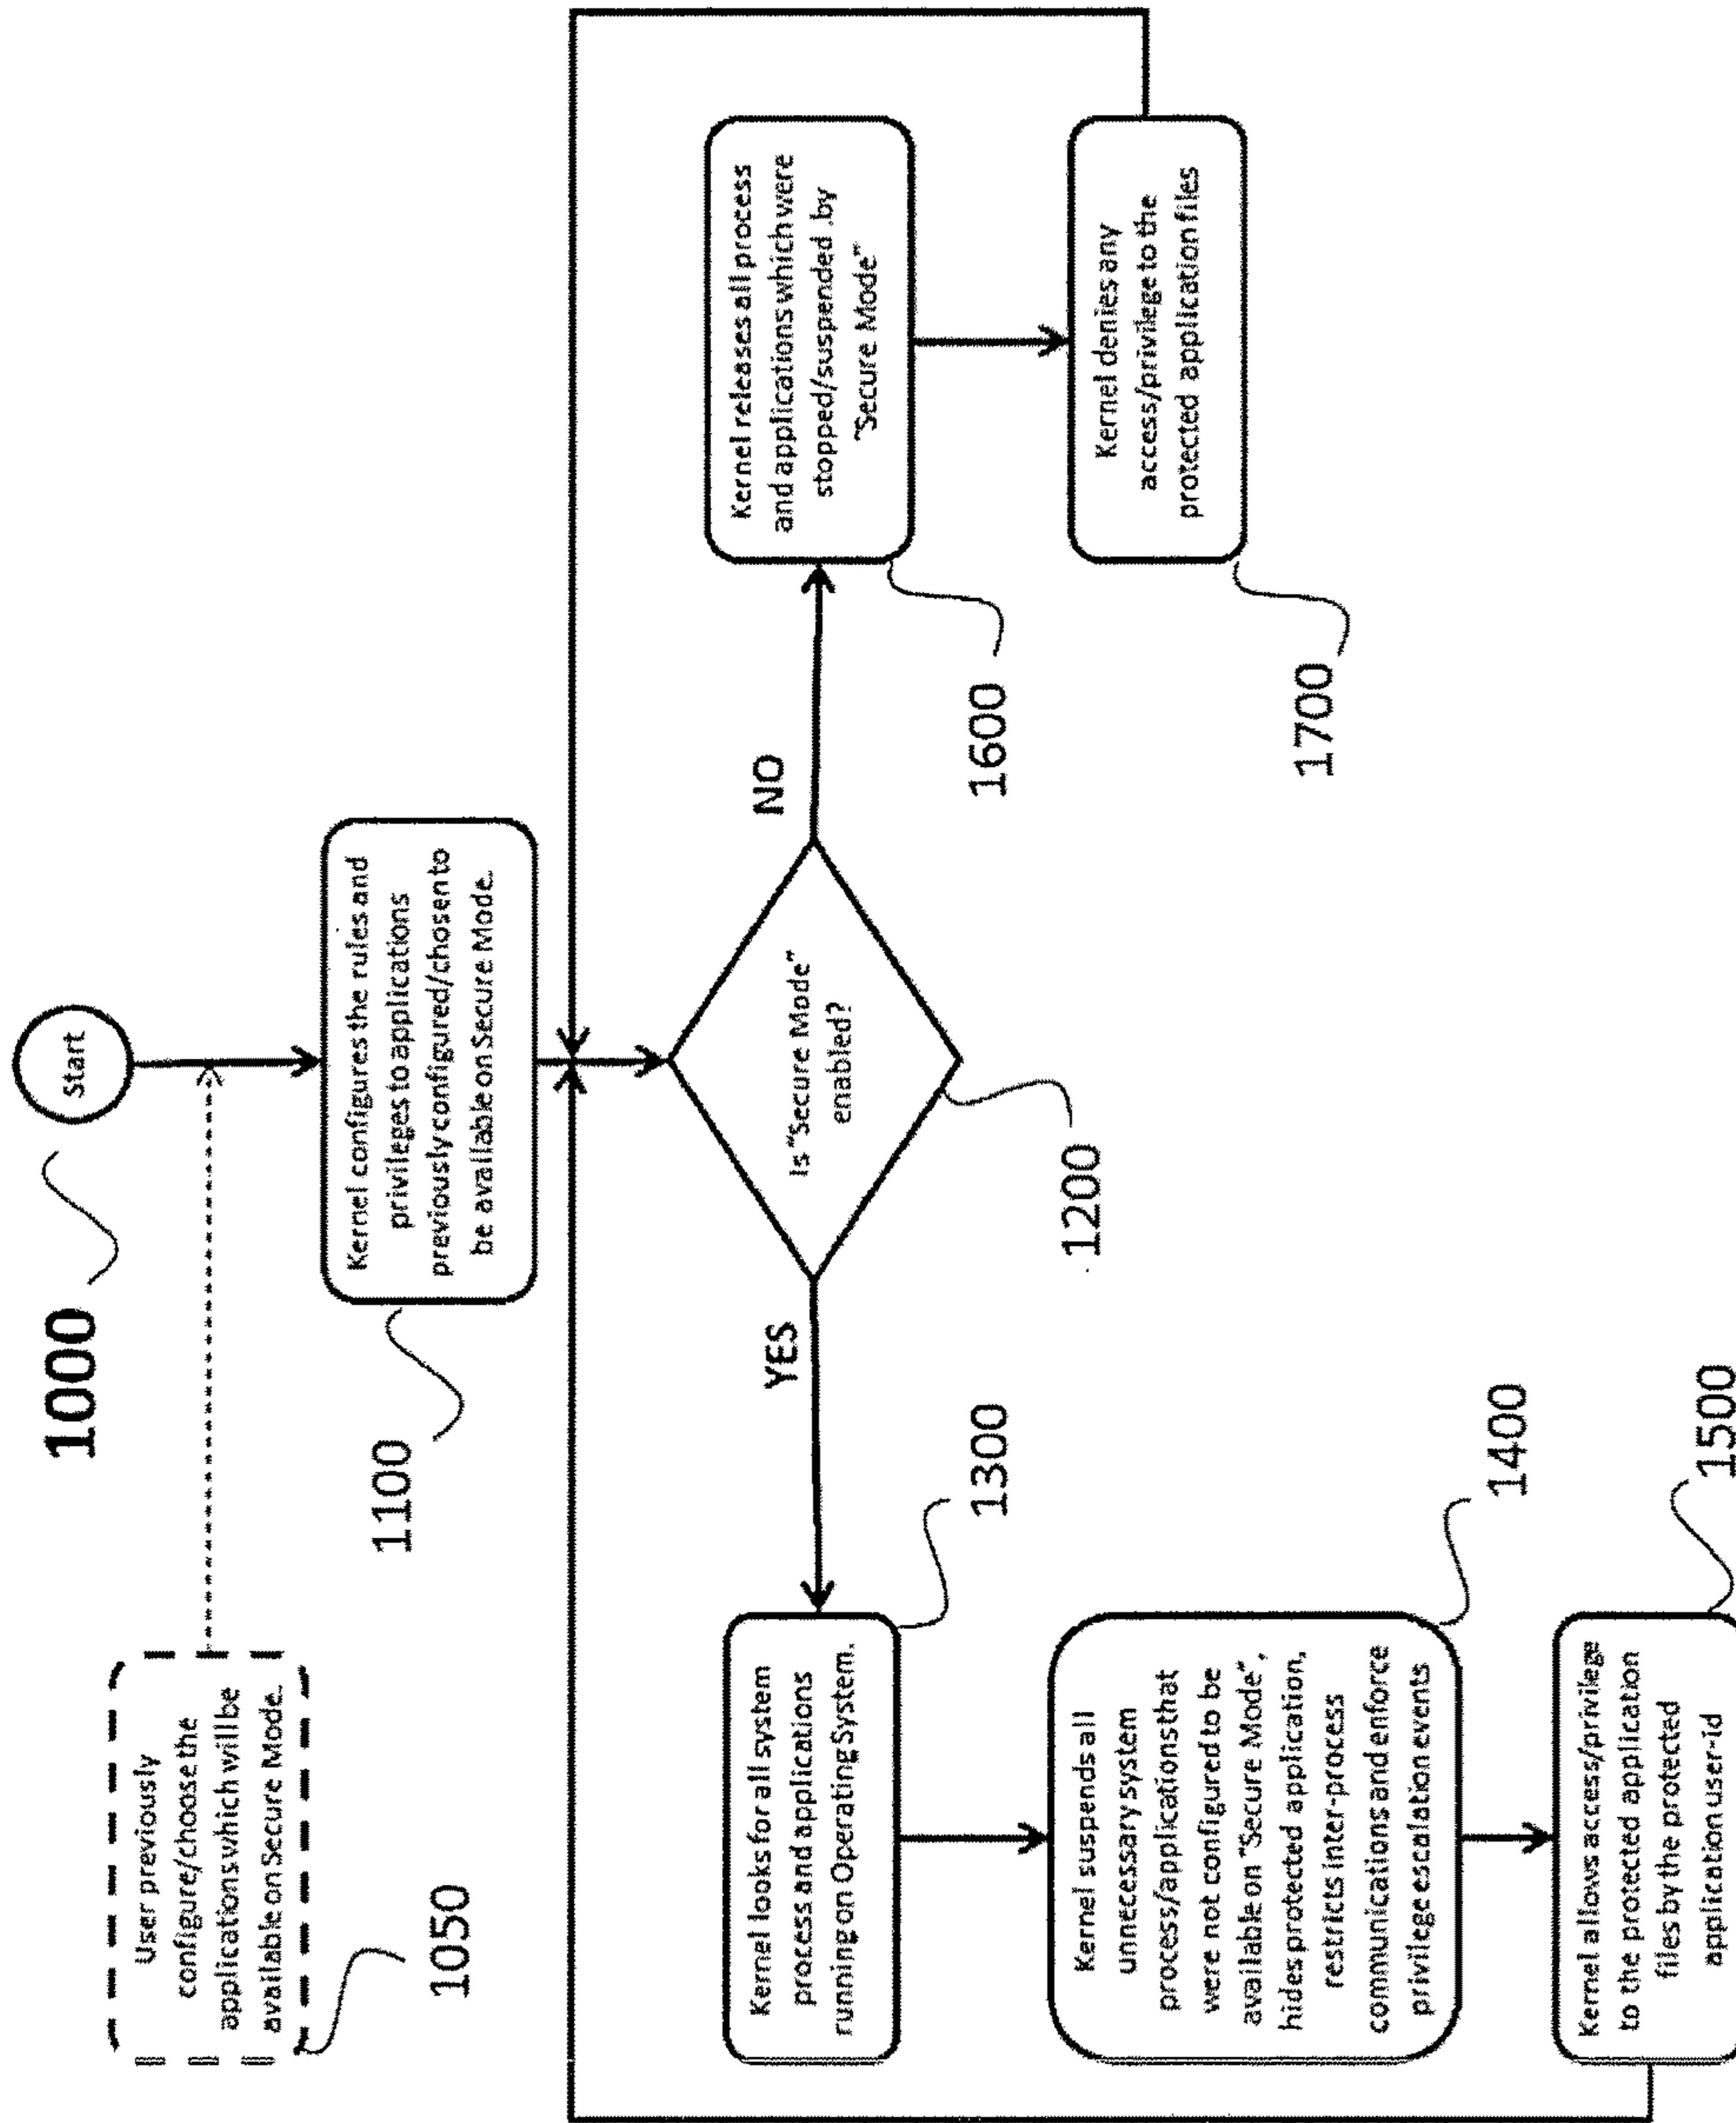 1000
Start
User previously
configure/choose the
applications which will be
available on Secure Mode.
1050
Kernel configures the rules and
privileges to applications
previously configured/chosen to
be available on Secure Mode.
1100
Is "Secure Mode"
enabled?
1200
YES
NO
Kernel looks for all system
process and applications
running on Operating System.
1300
Kernel suspends all
unnecessary system
process/applications that
were not configured to be
available on "Secure Mode",
hides protected application,
restricts inter-process
communications and enforce
privilege escalation events
1400
Kernel allows access/privilege
to the protected application
files by the protected
application user-id
1500
Kernel releases all process
and applications which were
stopped/suspended .by
"Secure Mode"
1600
Kernel denies any
access/privilege to the
protected application files
1700